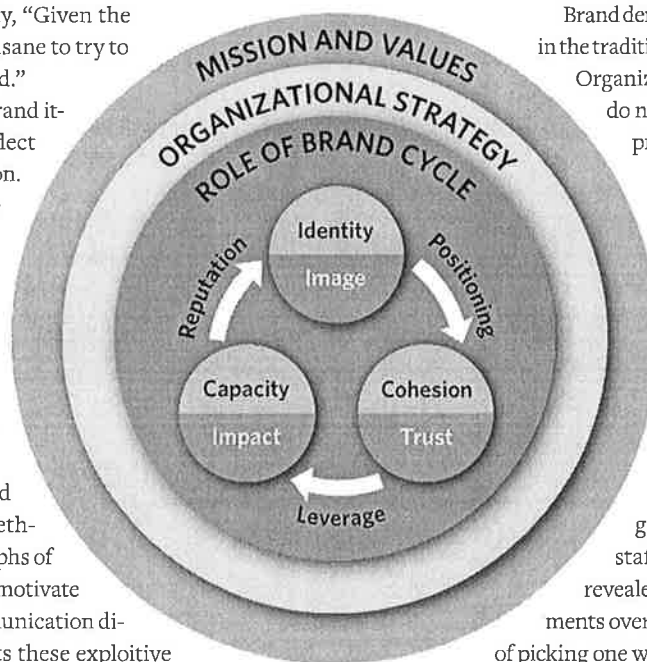 y, “Given the
sane to try to
d.”
rand it-
lect
on.
d
eth-
phs of
motivate
unication di-
ts these exploitive
MISSION AND VALUES
ORGANIZATIONAL STRATEGY
ROLE OF BRAND CYCLE
Identity
Image
Positioning
Cohesion
Trust
Leverage
Capacity
Impact
Reputation
Brand der
in the traditi
Organiz
do n
pr
g
staf
reveale
ments over
of picking one w